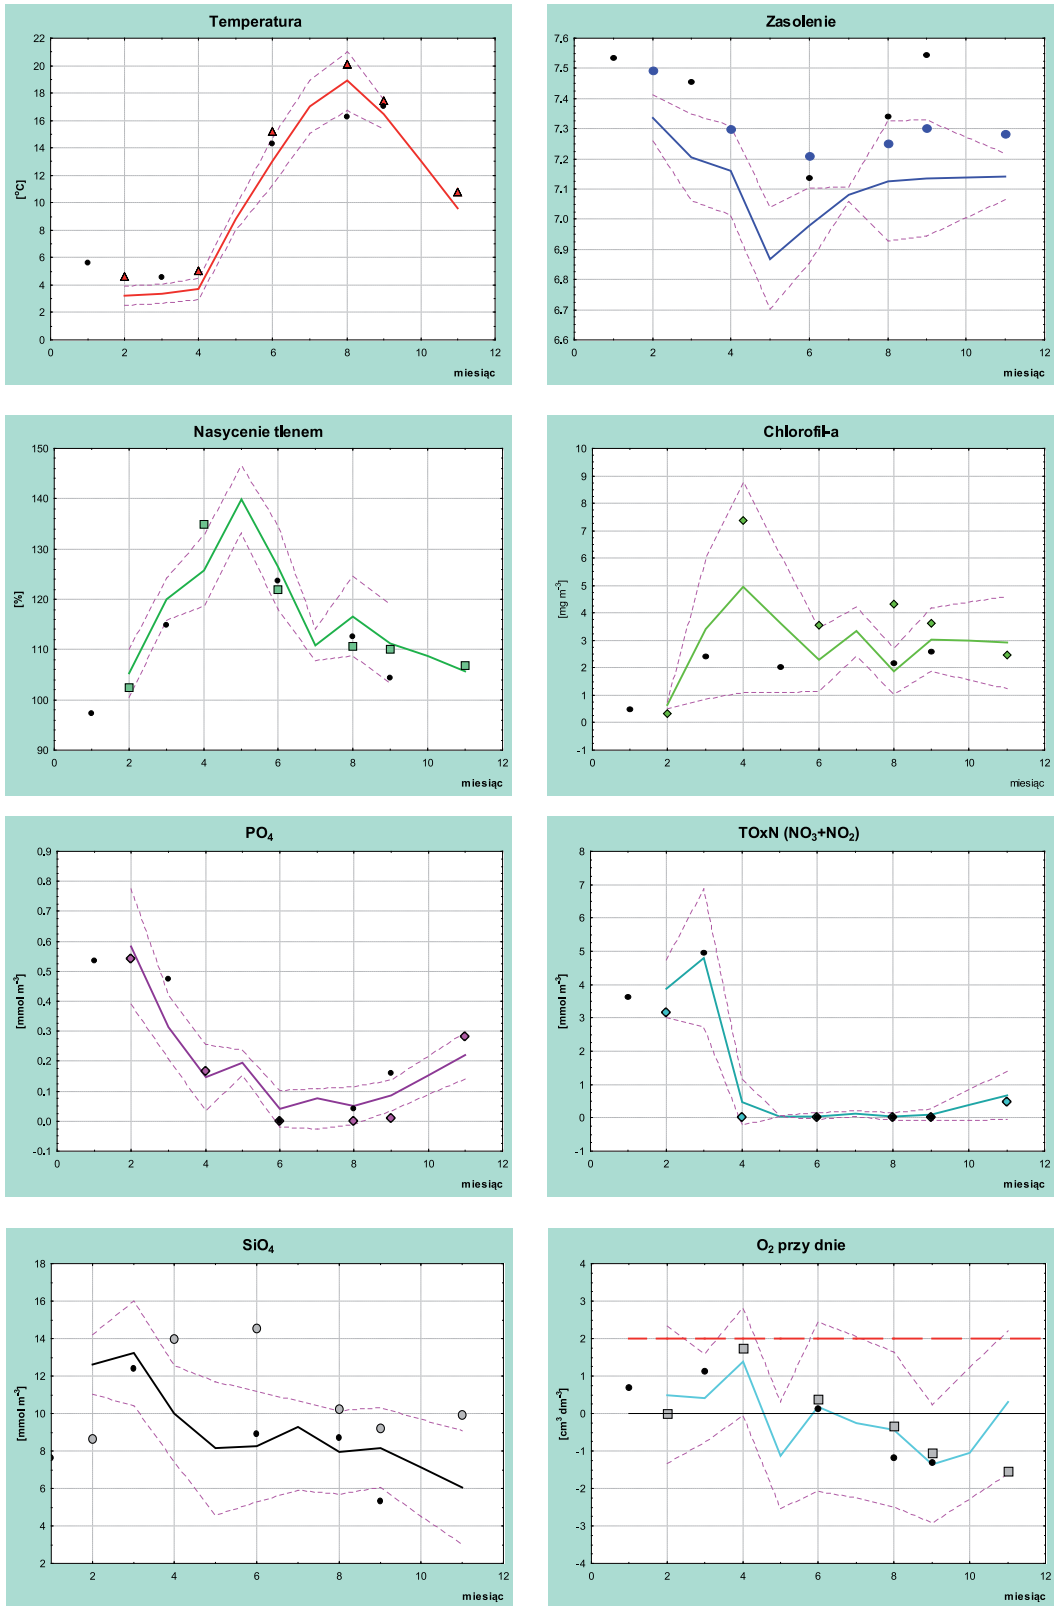 Temperatura
22
20
18
16
14
12
10
8
6
4
2
0
[°C]
0 2 4 6 8 10 12
miesiąc
Zasolenie
7.6
7.5
7.4
7.3
7.2
7.1
7.0
6.9
6.8
6.7
6.6
0 2 4 6 8 10 12
miesiąc
Nasycenie tlenem
150
140
130
120
110
100
90
[%]
0 2 4 6 8 10 12
miesiąc
Chlorofil-a
10
9
8
7
6
5
4
3
2
1
0
-1
[mg m⁻³]
0 2 4 6 8 10 12
miesiąc
PO₄
0,9
0,8
0,7
0,6
0,5
0,4
0,3
0,2
0,1
0,0
-0.1
[mmol m⁻³]
0 2 4 6 8 10 12
miesiąc
TOxN (NO₃+NO₂)
8
7
6
5
4
3
2
1
0
-1
[mmol m⁻³]
0 2 4 6 8 10 12
miesiąc
SiO₄
18
16
14
12
10
8
6
4
2
[mmol m⁻³]
2 4 6 8 10 12
miesiąc
O₂ przy dnie
4
3
2
1
0
-1
-2
-3
-4
[cm³ dm⁻³]
0 2 4 6 8 10 12
miesiąc